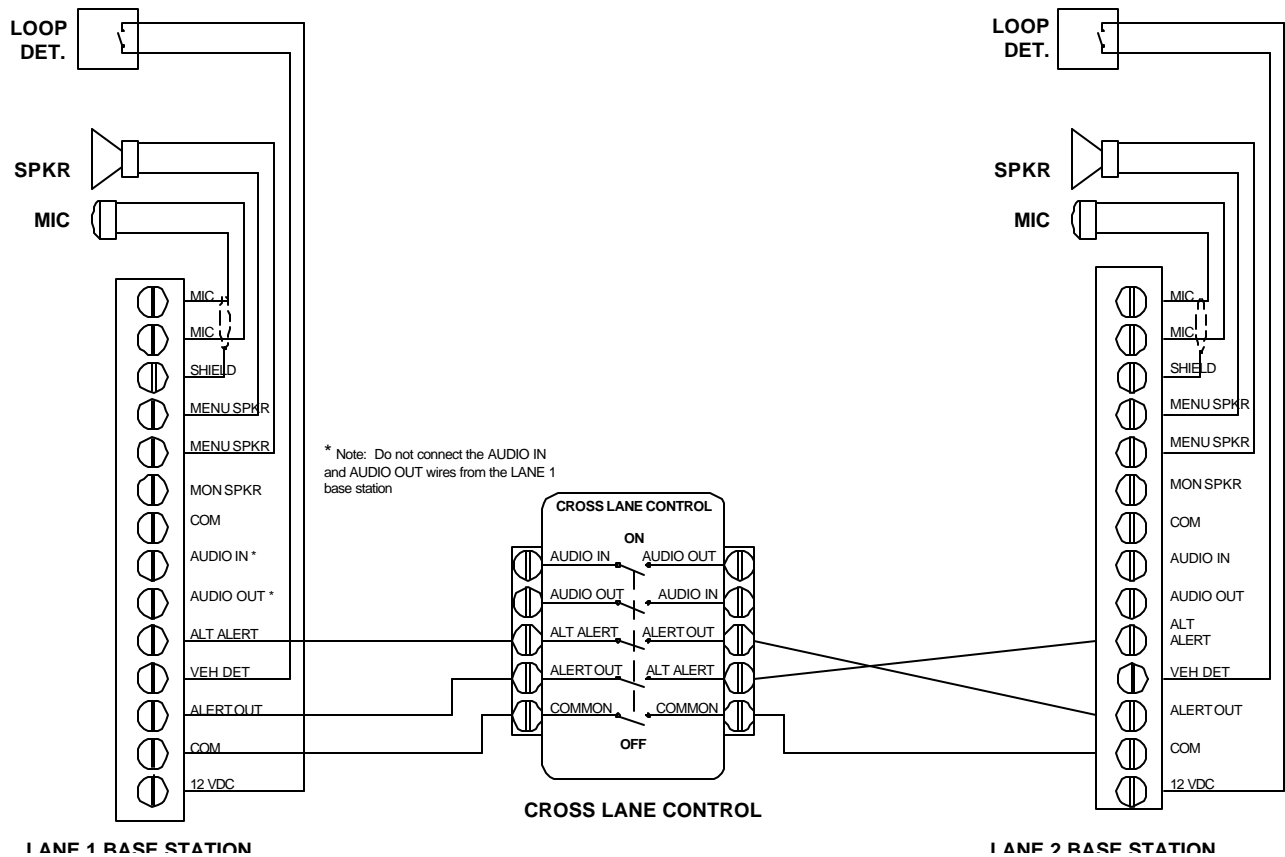 LOOP
DET.
SPKR
MIC
MIC
MIC
SHIELD
MENU SPKR
MENU SPKR
MON SPKR
COM
AUDIO IN *
AUDIO OUT *
ALT ALERT
VEH DET
ALERT OUT
COM
12 VDC
LANE 1 BASE STATION
* Note: Do not connect the AUDIO IN
and AUDIO OUT wires from the LANE 1
base station
CROSS LANE CONTROL
ON
AUDIO IN AUDIO OUT
AUDIO OUT AUDIO IN
ALT ALERT ALERT OUT
ALERT OUT ALT ALERT
COMMON COMMON
OFF
CROSS LANE CONTROL
LOOP
DET.
SPKR
MIC
MIC
MIC
SHIELD
MENU SPKR
MENU SPKR
MON SPKR
COM
AUDIO IN
AUDIO OUT
ALT
ALERT
VEH DET
ALERT OUT
COM
12 VDC
LANE 2 BASE STATION